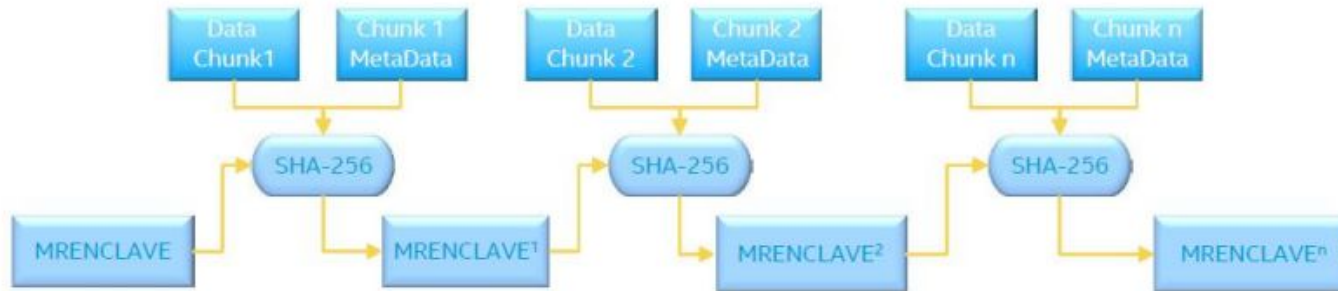 Data
Chunk1
Chunk 1
MetaData
Data
Chunk 2
Chunk 2
MetaData
Data
Chunk n
Chunk n
MetaData
SHA-256
SHA-256
SHA-256
MRENCLAVE
MRENCLAVE¹
MRENCLAVE²
MRENCLAVEⁿ